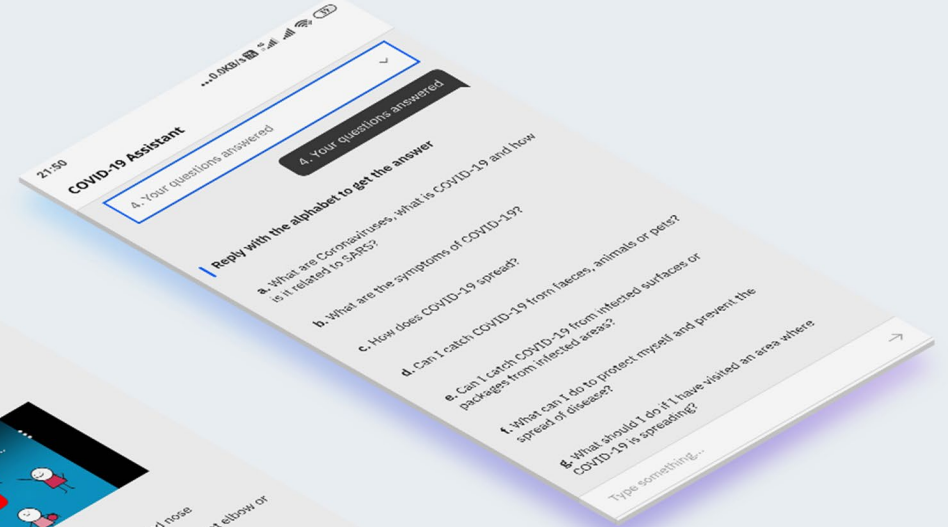 21:50
...0.0KB/s
37
COVID-19 Assistant
4. Your questions answered
4. Your questions answered
Reply with the alphabet to get the answer
a. What are Coronaviruses, what is COVID-19 and how
is it related to SARS?
b. What are the symptoms of COVID-19?
c. How does COVID-19 spread?
d. Can I catch COVID-19 from faeces, animals or pets?
e. Can I catch COVID-19 from infected surfaces or
packages from infected areas?
f. What can I do to protect myself and prevent the
spread of disease?
g. What should I do if I have visited an area where
COVID-19 is spreading?
Type something...
nose
elbow or